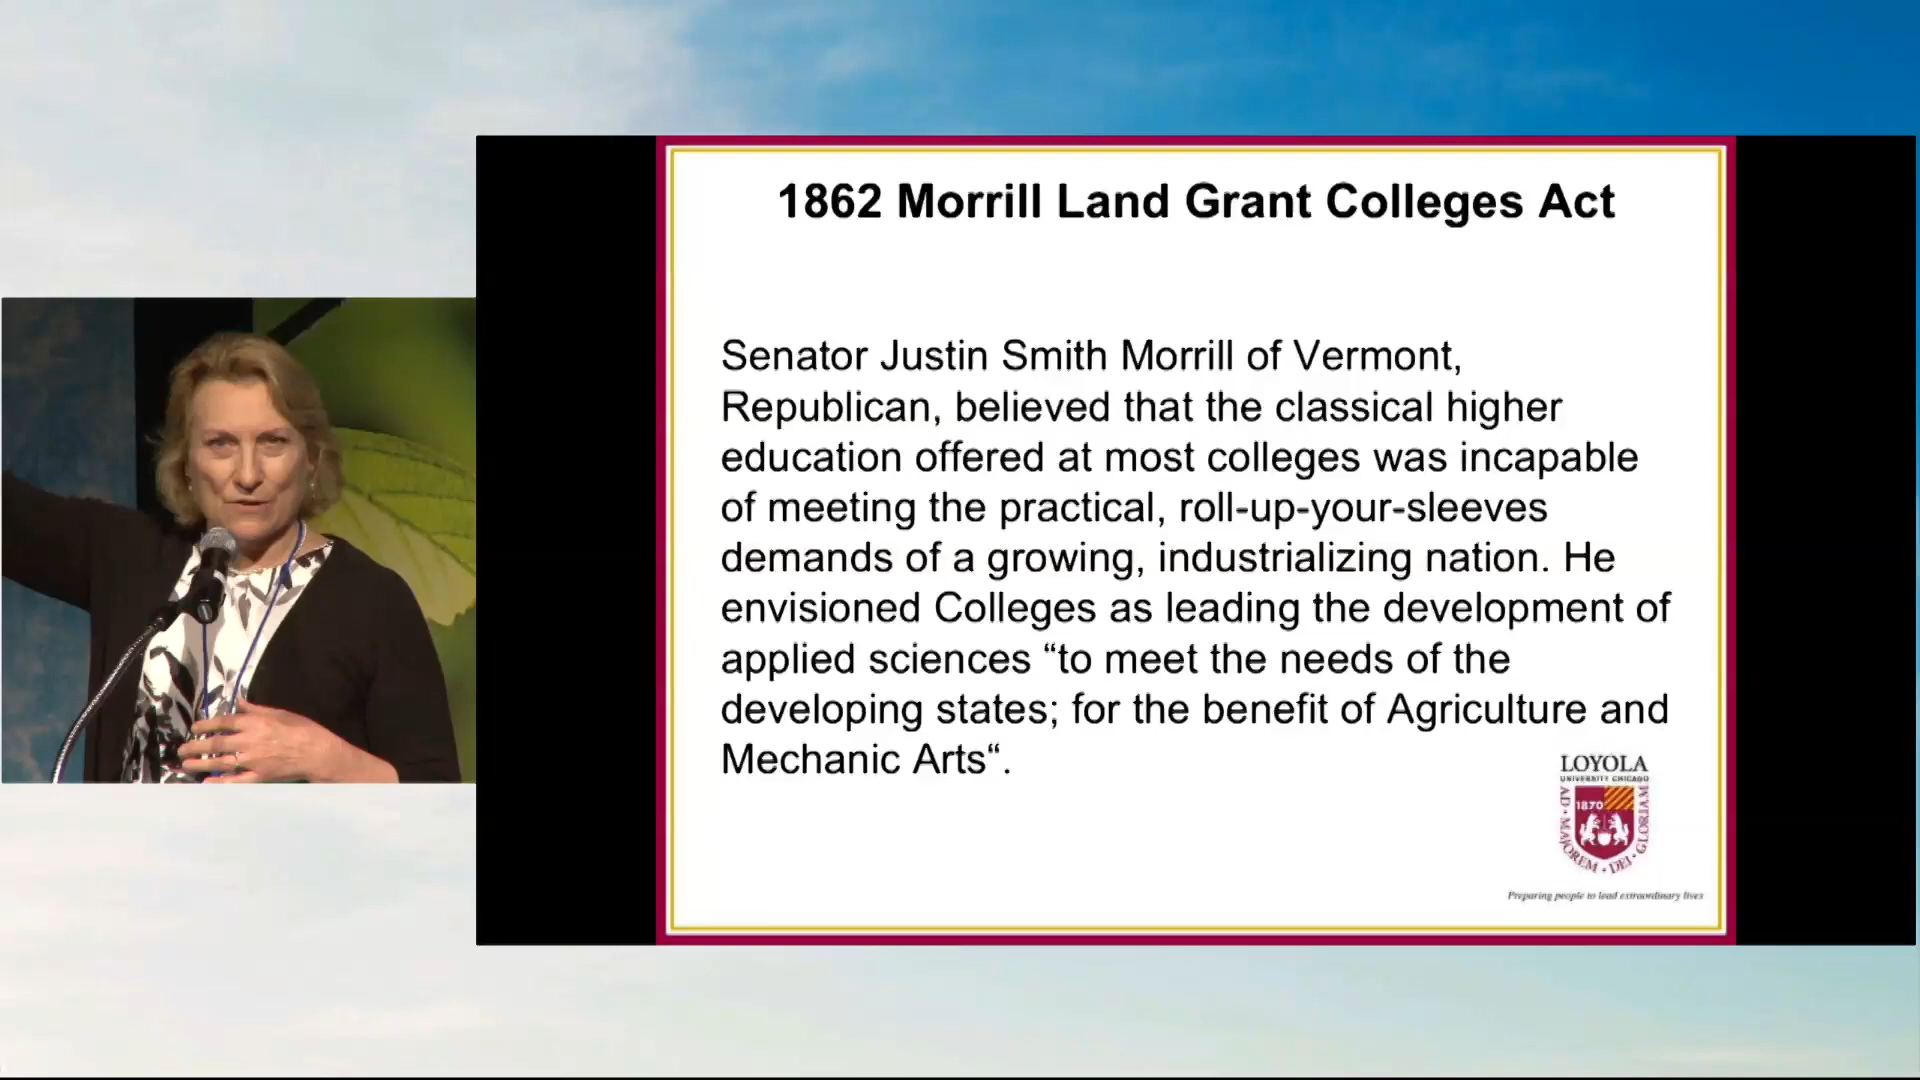 1862 Morrill Land Grant Colleges Act
Senator Justin Smith Morrill of Vermont,
Republican, believed that the classical higher
education offered at most colleges was incapable
of meeting the practical, roll-up-your-sleeves
demands of a growing, industrializing nation. He
envisioned Colleges as leading the development of
applied sciences “to meet the needs of the
developing states; for the benefit of Agriculture and
Mechanic Arts“.
LOYOLA
UNIVERSITY CHICAGO
1870
AD • MAJOREM • DEI • GLORIAM
Preparing people to lead extraordinary lives